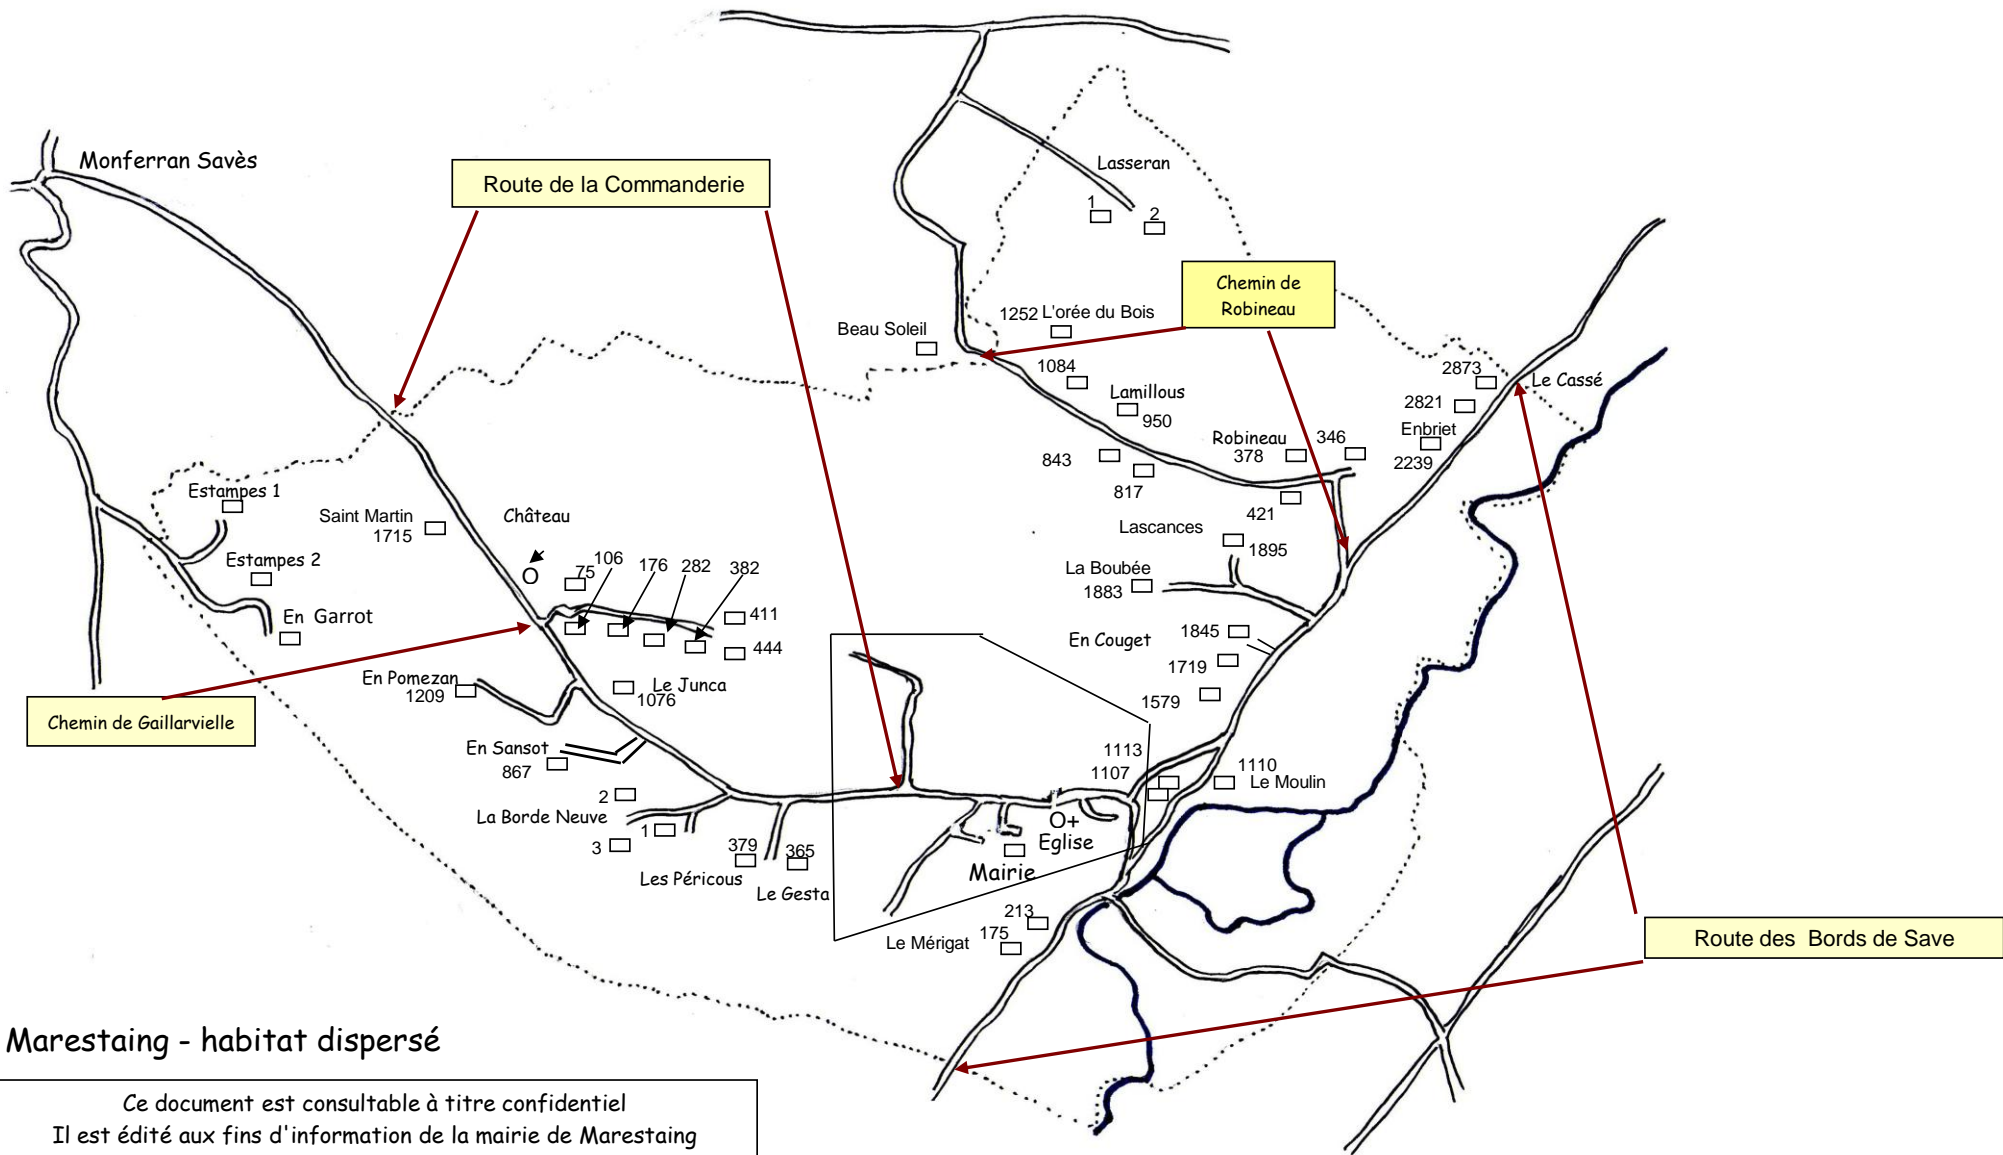 Monferran Savès
Route de la Commanderie
Lasseran
1
2
Chemin de
Robineau
1252 L'orée du Bois
Beau Soleil
1084
Lamillous
950
2873
Le Cassé
2821
Enbriet
2239
Robineau
378
346
843
817
421
Estampes 1
Saint Martin
1715
Château
O
Lascances
1895
Estampes 2
75
106
176
282
382
La Boubée
1883
En Garrot
411
444
En Couget
1845
1719
1579
En Pomezan
1209
Le Junca
1076
Chemin de Gaillarvielle
En Sansot
867
1113
1107
1110
Le Moulin
2
La Borde Neuve
1
3
O+
Eglise
Mairie
379
365
Les Péricous
Le Gesta
213
Le Mérigat
175
Route des Bords de Save
Marestaing - habitat dispersé
Ce document est consultable à titre confidentiel
Il est édité aux fins d'information de la mairie de Marestaing